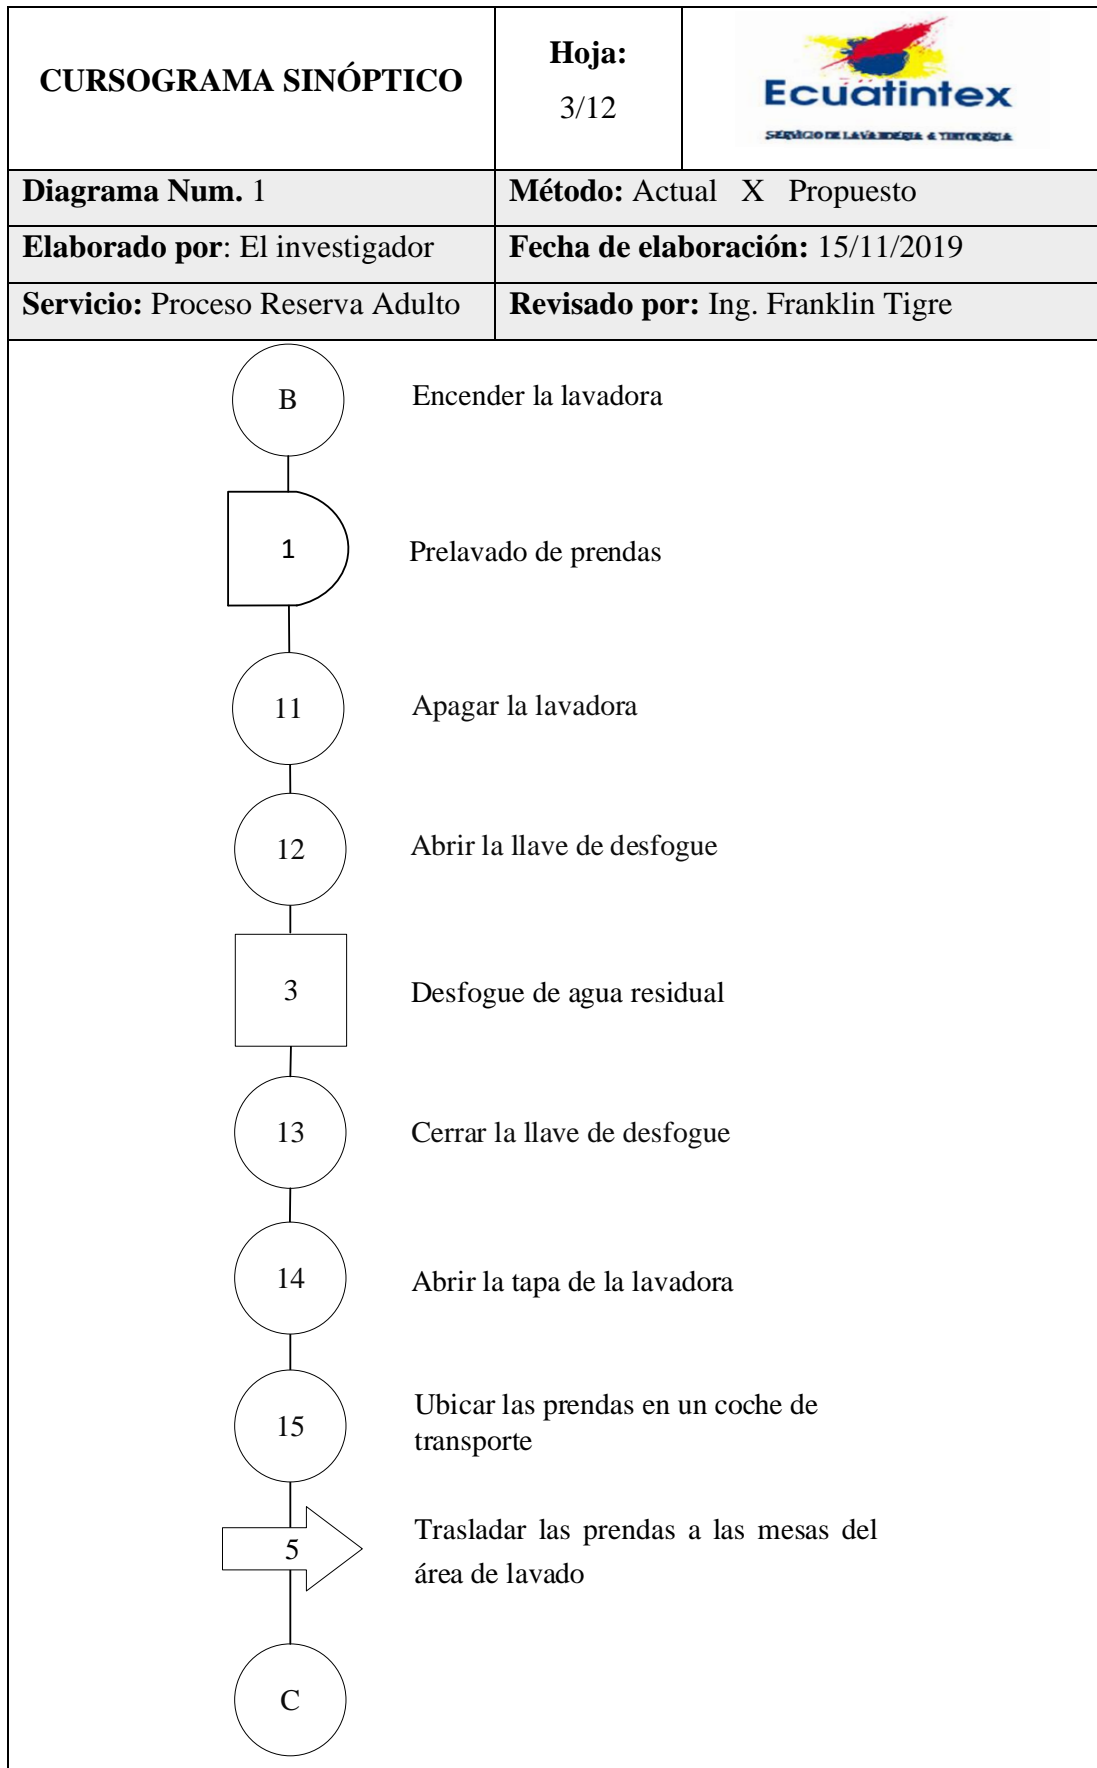 CURSOGRAMA SINÓPTICO
Hoja:
3/12
Ecuatintex
SERVICIO DE LAVANDERIA & TINTORERIA
Diagrama Num. 1
Método: Actual X Propuesto
Elaborado por: El investigador
Fecha de elaboración: 15/11/2019
Servicio: Proceso Reserva Adulto
Revisado por: Ing. Franklin Tigre
B
Encender la lavadora
1
Prelavado de prendas
11
Apagar la lavadora
12
Abrir la llave de desfogue
3
Desfogue de agua residual
13
Cerrar la llave de desfogue
14
Abrir la tapa de la lavadora
15
Ubicar las prendas en un coche de
transporte
5
Trasladar las prendas a las mesas del
área de lavado
C